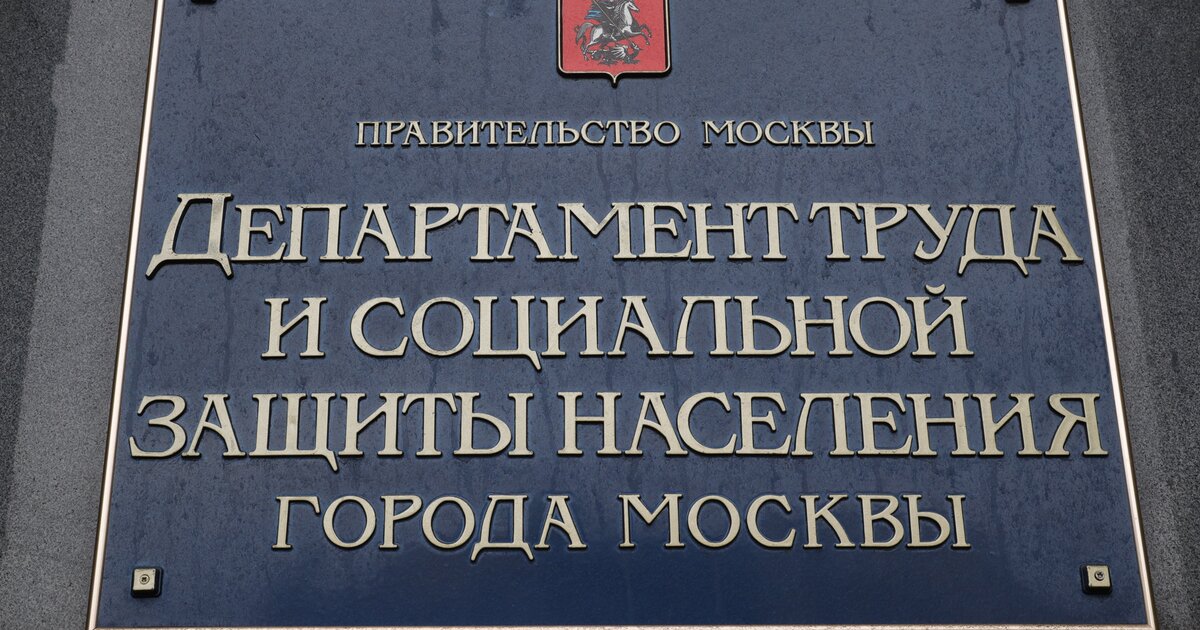 ПРАВИТЕЛЬСТВО МОСКВЫ
ДЕПАРТАМЕНТ ТРУДА
И СОЦИАЛЬНОЙ
ЗАЩИТЫ НАСЕЛЕНИЯ
ГОРОДА МОСКВЫ